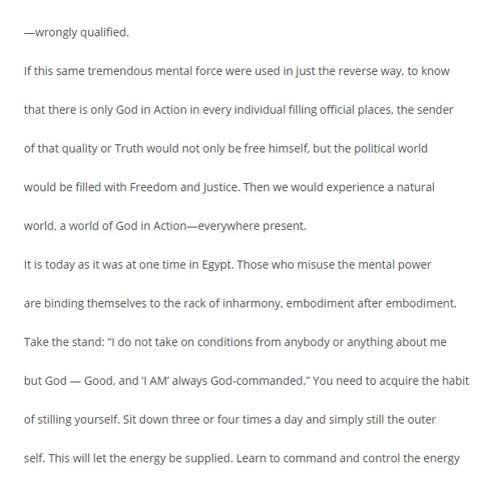 —wrongly qualified.
If this same tremendous mental force were used in just the reverse way, to know
that there is only God in Action in every individual filling official places, the sender
of that quality or Truth would not only be free himself, but the political world
would be filled with Freedom and Justice. Then we would experience a natural
world, a world of God in Action—everywhere present.
It is today as it was at one time in Egypt. Those who misuse the mental power
are binding themselves to the rack of inharmony, embodiment after embodiment.
Take the stand: “I do not take on conditions from anybody or anything about me
but God — Good, and ‘I AM’ always God-commanded.” You need to acquire the habit
of stilling yourself. Sit down three or four times a day and simply still the outer
self. This will let the energy be supplied. Learn to command and control the energy